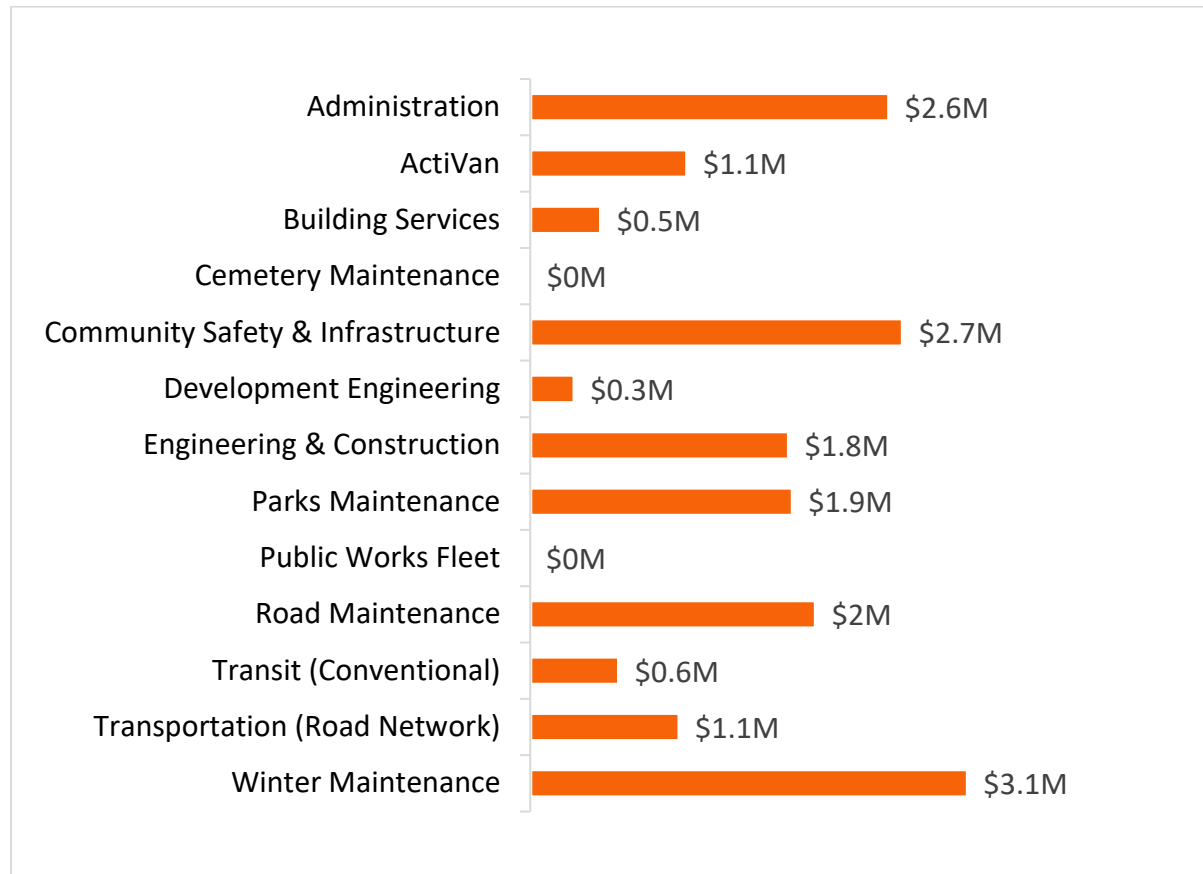 Administration $2.6M
ActiVan $1.1M
Building Services $0.5M
Cemetery Maintenance $0M
Community Safety & Infrastructure $2.7M
Development Engineering $0.3M
Engineering & Construction $1.8M
Parks Maintenance $1.9M
Public Works Fleet $0M
Road Maintenance $2M
Transit (Conventional) $0.6M
Transportation (Road Network) $1.1M
Winter Maintenance $3.1M